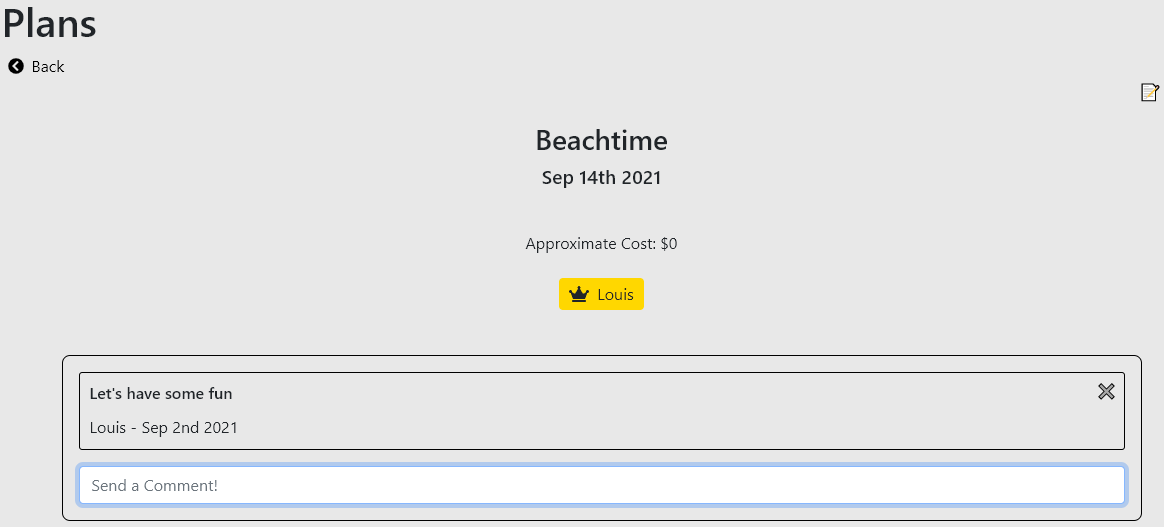 Plans
Back
Beachtime
Sep 14th 2021
Approximate Cost: $0
Louis
Let's have some fun
Louis - Sep 2nd 2021
Send a Comment!